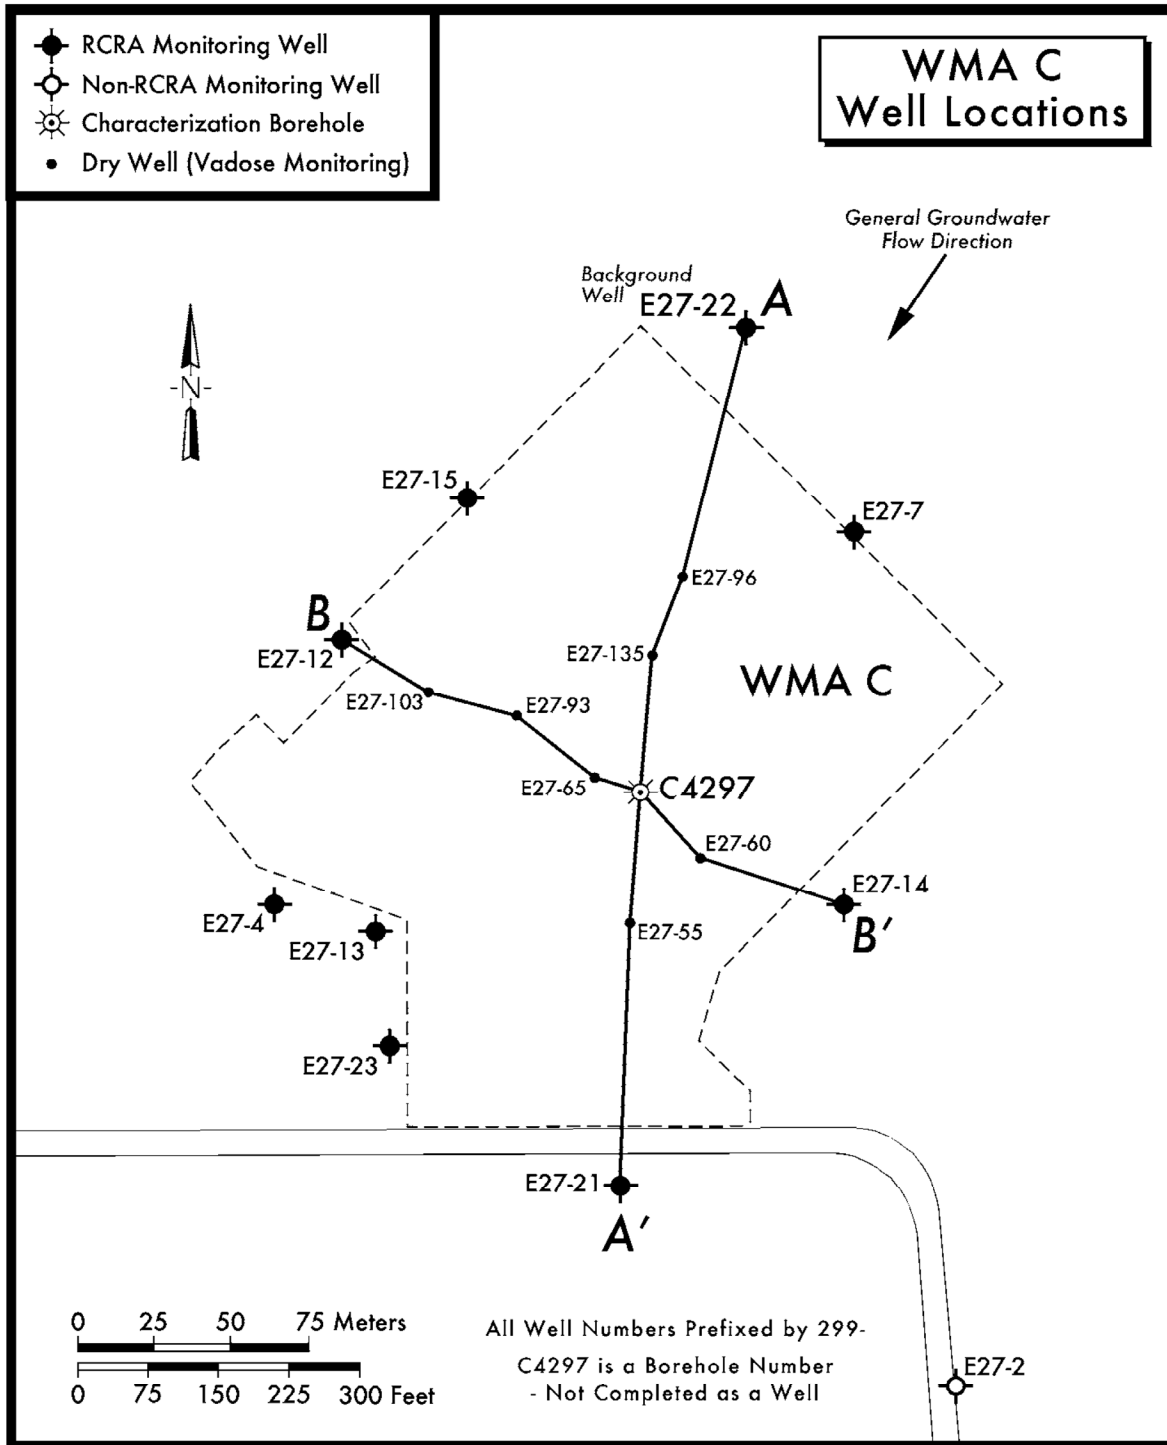 RCRA Monitoring Well
Non-RCRA Monitoring Well
Characterization Borehole
Dry Well (Vadose Monitoring)
WMA C
Well Locations
General Groundwater
Flow Direction
Background
Well
E27-22
A
-N-
E27-15
E27-7
E27-96
B
E27-12
E27-135
WMA C
E27-103
E27-93
E27-65
C4297
E27-60
E27-14
B'
E27-4
E27-13
E27-55
E27-23
E27-21
A'
0 25 50 75 Meters
0 75 150 225 300 Feet
All Well Numbers Prefixed by 299-
C4297 is a Borehole Number
- Not Completed as a Well
E27-2